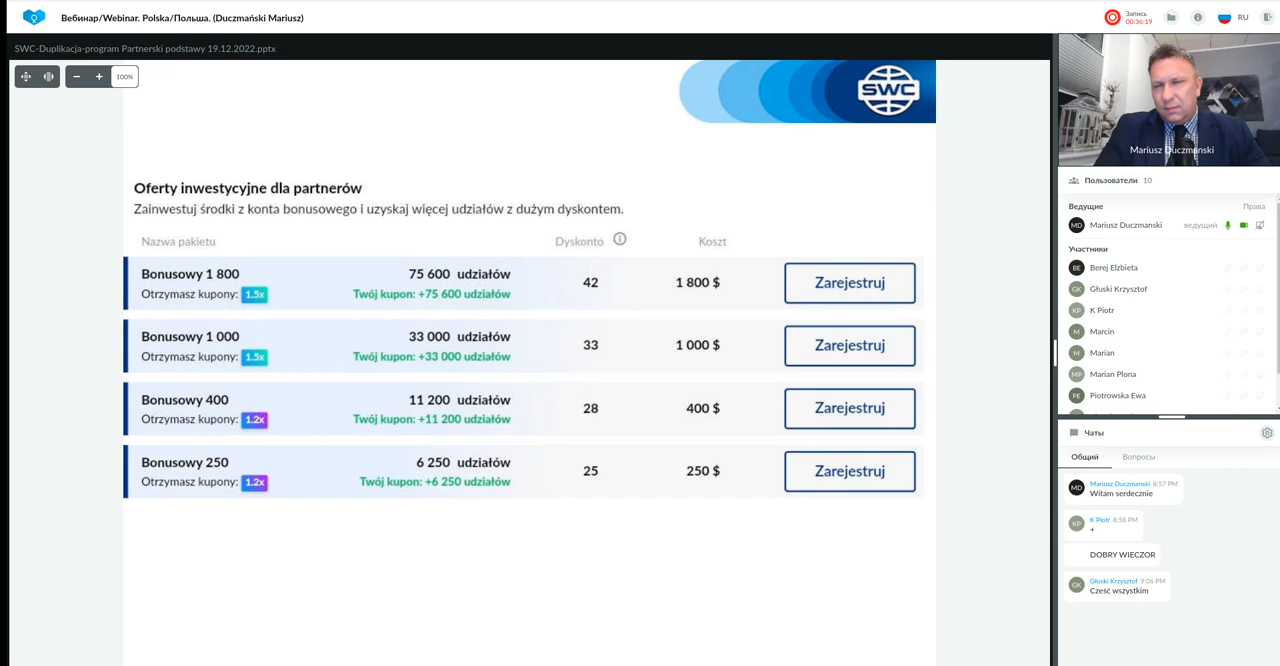 Вебинар/Webinar. Polska/Польша. (Duczmański Mariusz)
Запись
00:36:19
RU
SWC-Duplikacja-program Partnerski podstawy 19.12.2022.pptx
100%
SWC
Oferty inwestycyjne dla partnerów
Zainwestuj środki z konta bonusowego i uzyskaj więcej udziałów z dużym dyskontem.
Nazwa pakietu Dyskonto Koszt
Bonusowy 1 800 75 600 udziałów
Otrzymasz kupony: 1.5x Twój kupon: +75 600 udziałów
42 1 800 $ Zarejestruj
Bonusowy 1 000 33 000 udziałów
Otrzymasz kupony: 1.5x Twój kupon: +33 000 udziałów
33 1 000 $ Zarejestruj
Bonusowy 400 11 200 udziałów
Otrzymasz kupony: 1.2x Twój kupon: +11 200 udziałów
28 400 $ Zarejestruj
Bonusowy 250 6 250 udziałów
Otrzymasz kupony: 1.2x Twój kupon: +6 250 udziałów
25 250 $ Zarejestruj
Mariusz Duczmanski
Пользователи 10
Ведущие Права
MD Mariusz Duczmanski ведущий
Участники
BE Berej Elzbieta
GK Głuski Krzysztof
KP K Piotr
M Marcin
M Marian
MP Marian Plona
PE Piotrowska Ewa
Чаты
Общий Вопросы
MD Mariusz Duczmanski 8:57 PM
Witam serdecznie
KP K Piotr 8:58 PM
+
DOBRY WIECZOR
GK Głuski Krzysztof 9:06 PM
Cześć wszystkim